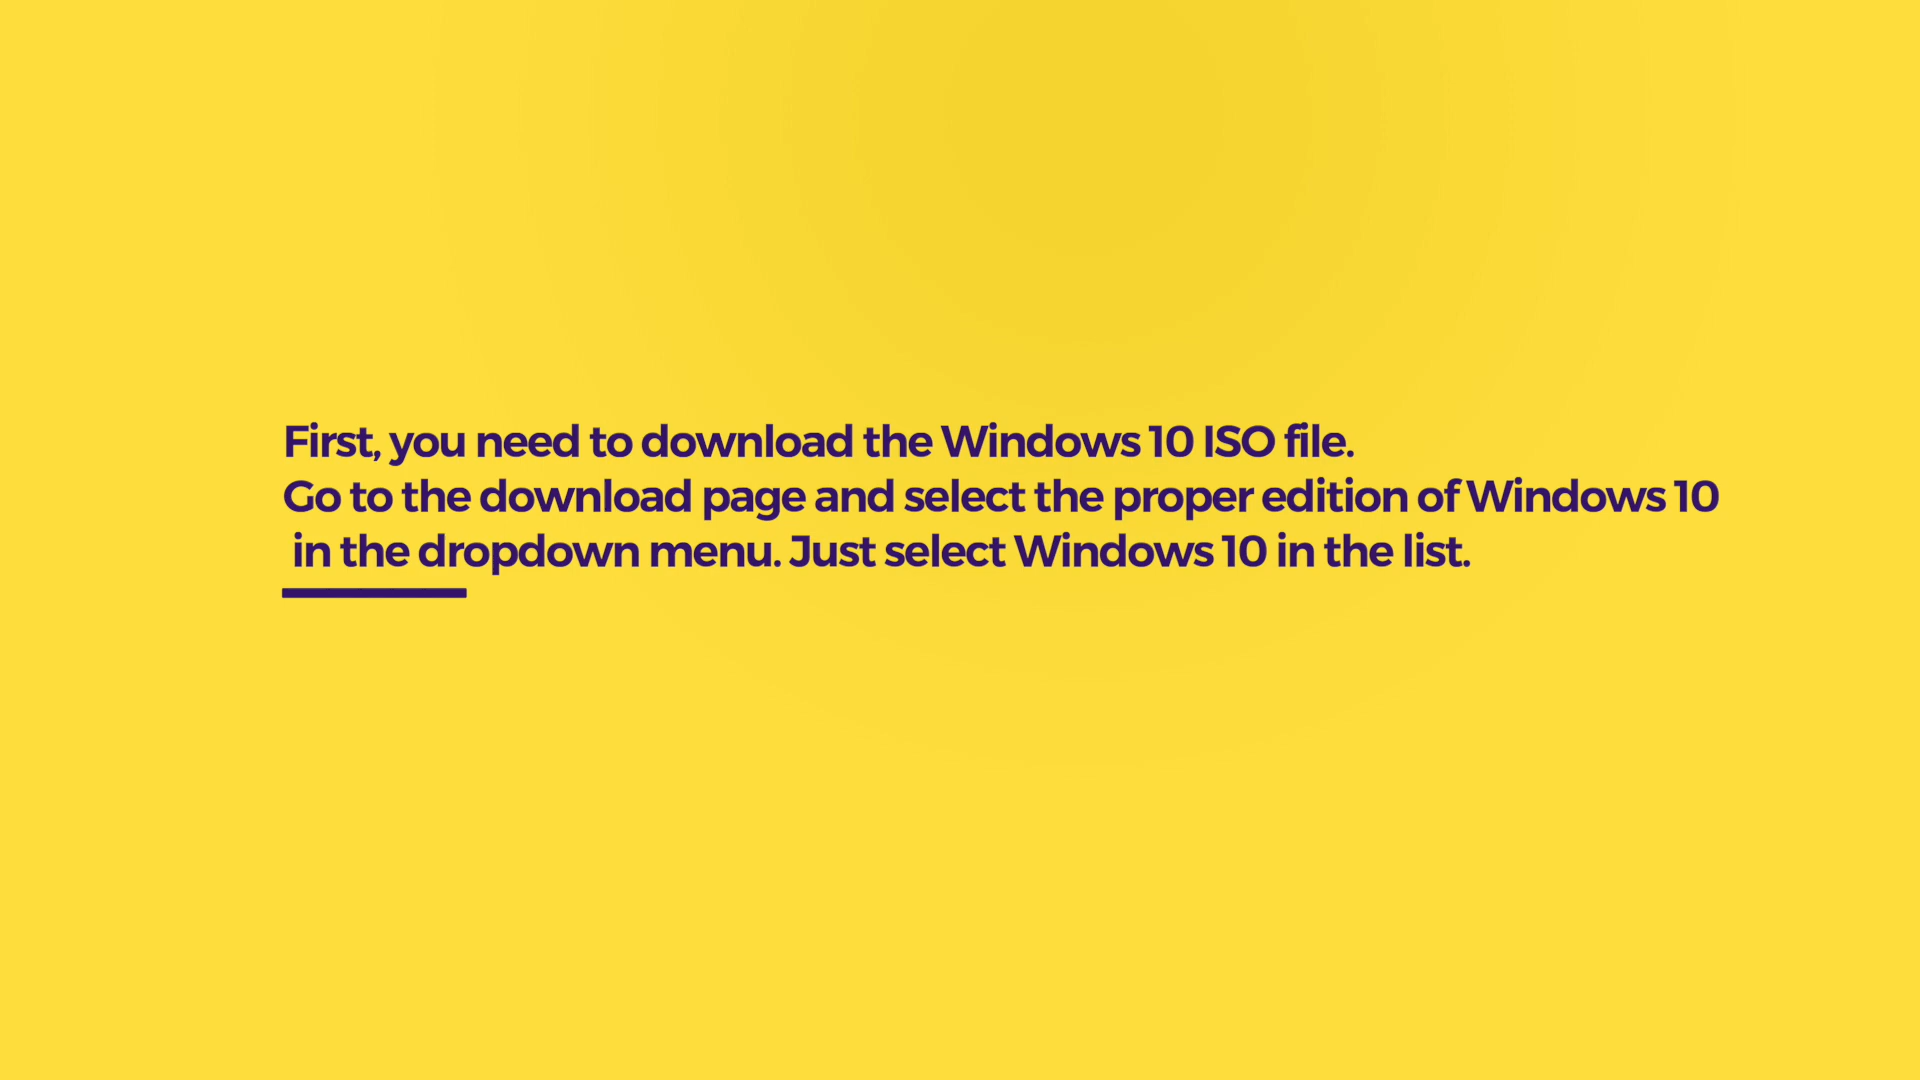 First, you need to download the Windows 10 ISO file.
Go to the download page and select the proper edition of Windows 10
in the dropdown menu. Just select Windows 10 in the list.